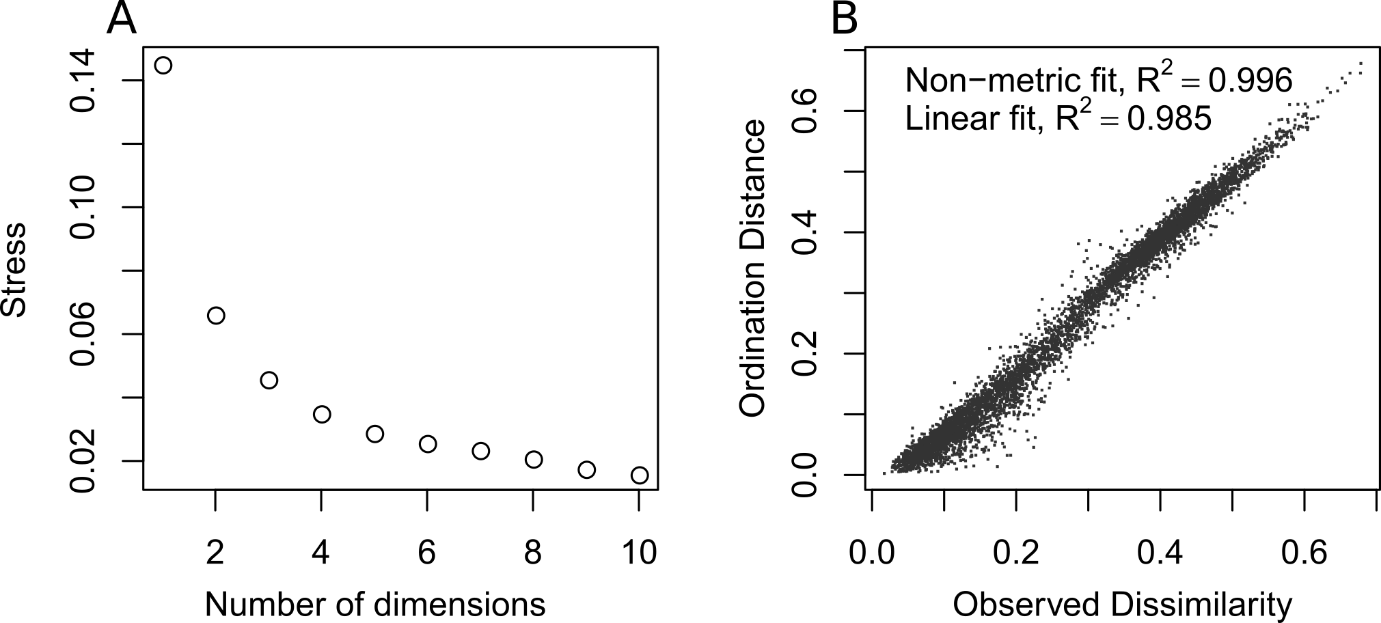 A
Stress
0.14
0.10
0.06
0.02
2 4 6 8 10
Number of dimensions
B
Non−metric fit, R² = 0.996
Linear fit, R² = 0.985
Ordination Distance
0.6
0.4
0.2
0.0
0.0 0.2 0.4 0.6
Observed Dissimilarity